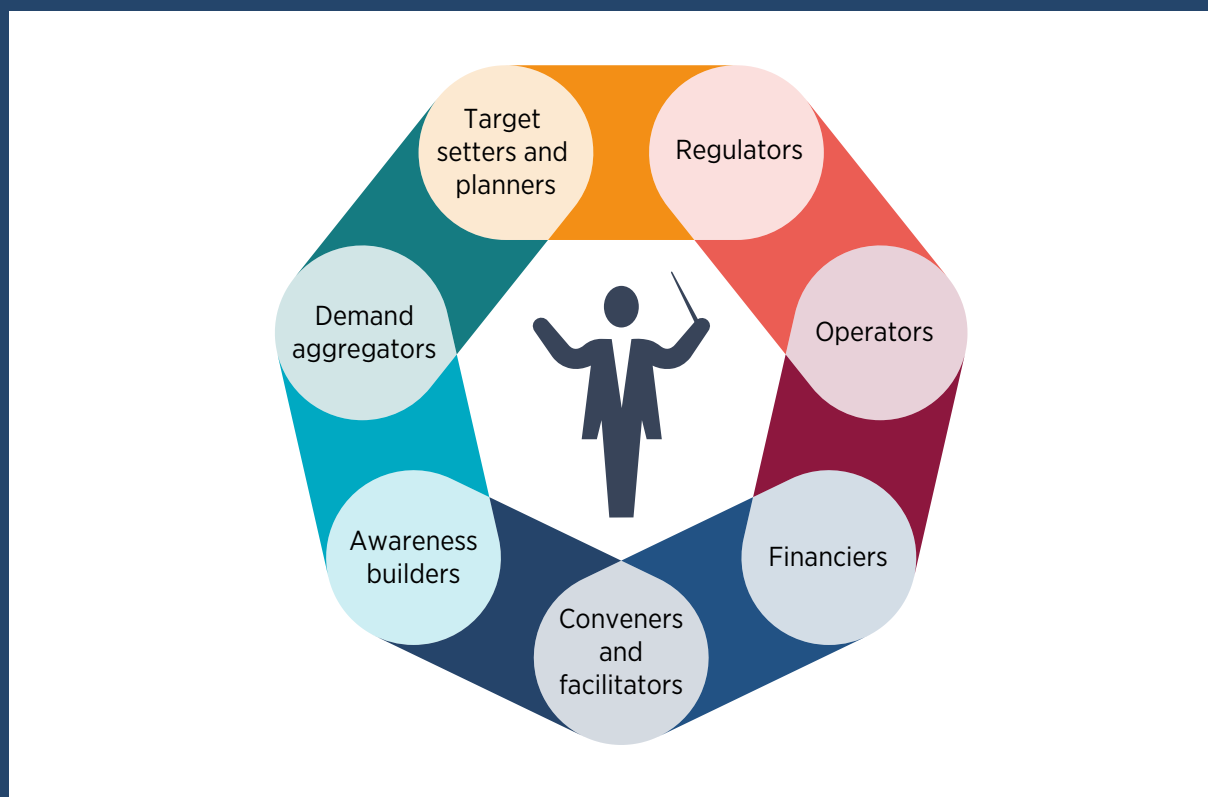 Target
setters and
planners
Regulators
Operators
Financiers
Conveners
and
facilitators
Awareness
builders
Demand
aggregators